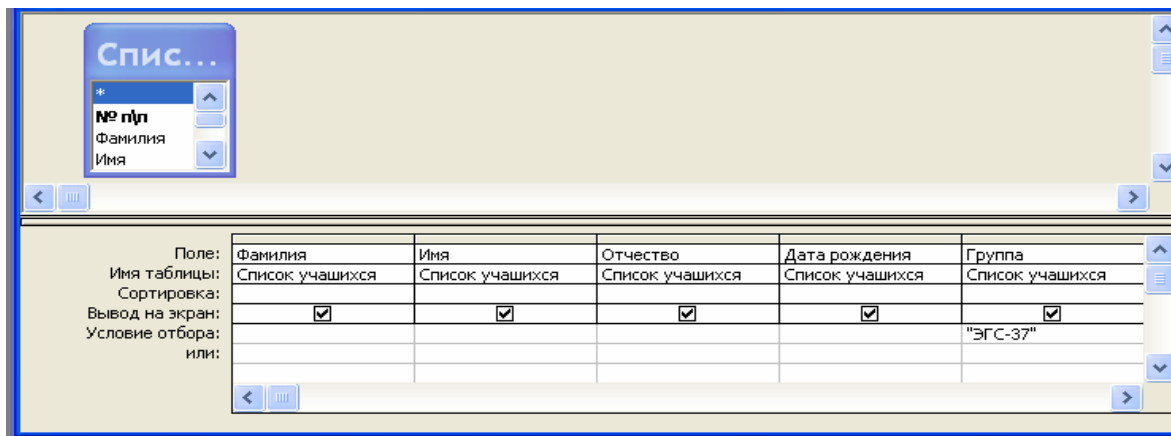 Спис...
*
№ п\п
Фамилия
Имя
Поле: Фамилия Имя Отчество Дата рождения Группа
Имя таблицы: Список учашихся Список учашихся Список учашихся Список учашихся Список учашихся
Сортировка:
Вывод на экран:
Условие отбора: "ЭГС-37"
или: